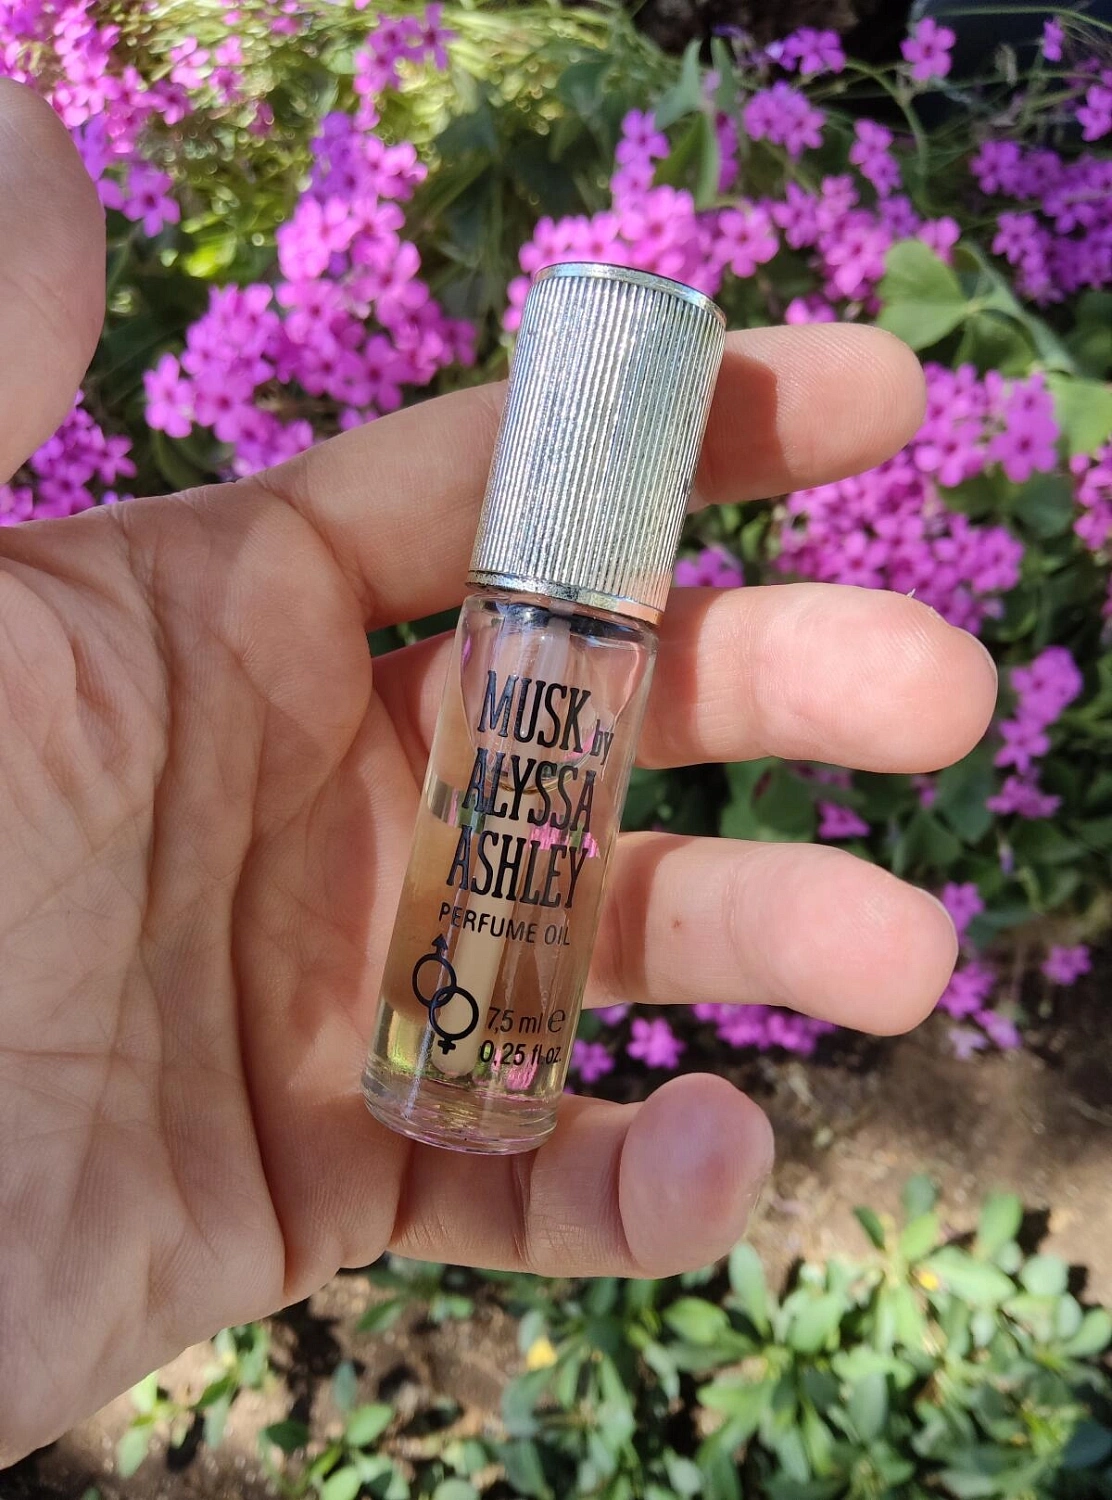 MUSK by
ALYSSA
ASHLEY
PERFUME OIL
7,5 ml ℮
0.25 fl.oz.